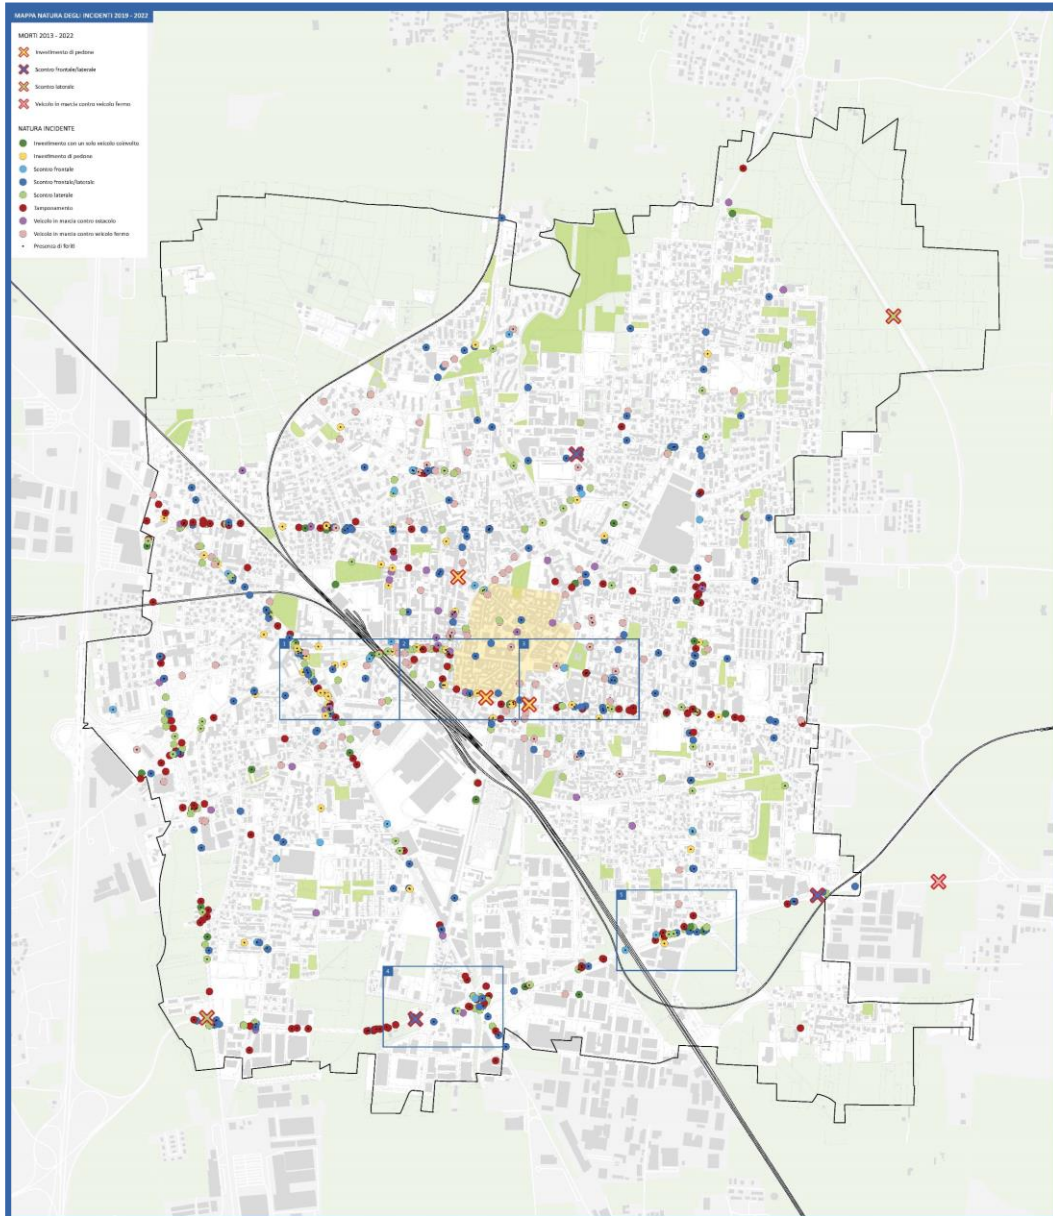 MAPPA NATURA DEGLI INCIDENTI 2019 - 2022
MORTI 2013 - 2022
Investimento di pedone
Scontro frontale/laterale
Scontro laterale
Veicolo in marcia contro veicolo fermo
NATURA INCIDENTE
Investimento con un solo veicolo coinvolto
Investimento di pedone
Scontro frontale
Scontro frontale/laterale
Scontro laterale
Tamponamento
Veicolo in marcia contro ostacolo
Veicolo in marcia contro veicolo fermo
Presenza di feriti
1
2
3
5
4